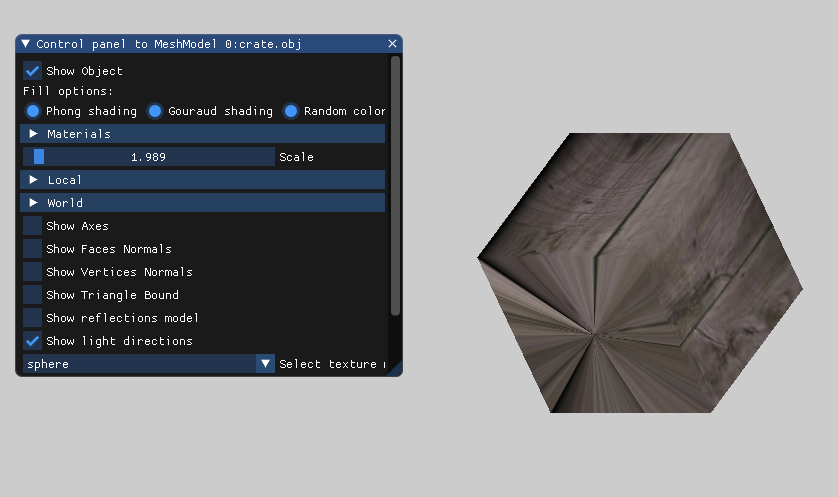 Control panel to MeshModel 0:crate.obj
Show Object
Fill options:
Phong shading Gouraud shading Random color
Materials
1.989 Scale
Local
World
Show Axes
Show Faces Normals
Show Vertices Normals
Show Triangle Bound
Show reflections model
Show light directions
sphere Select texture